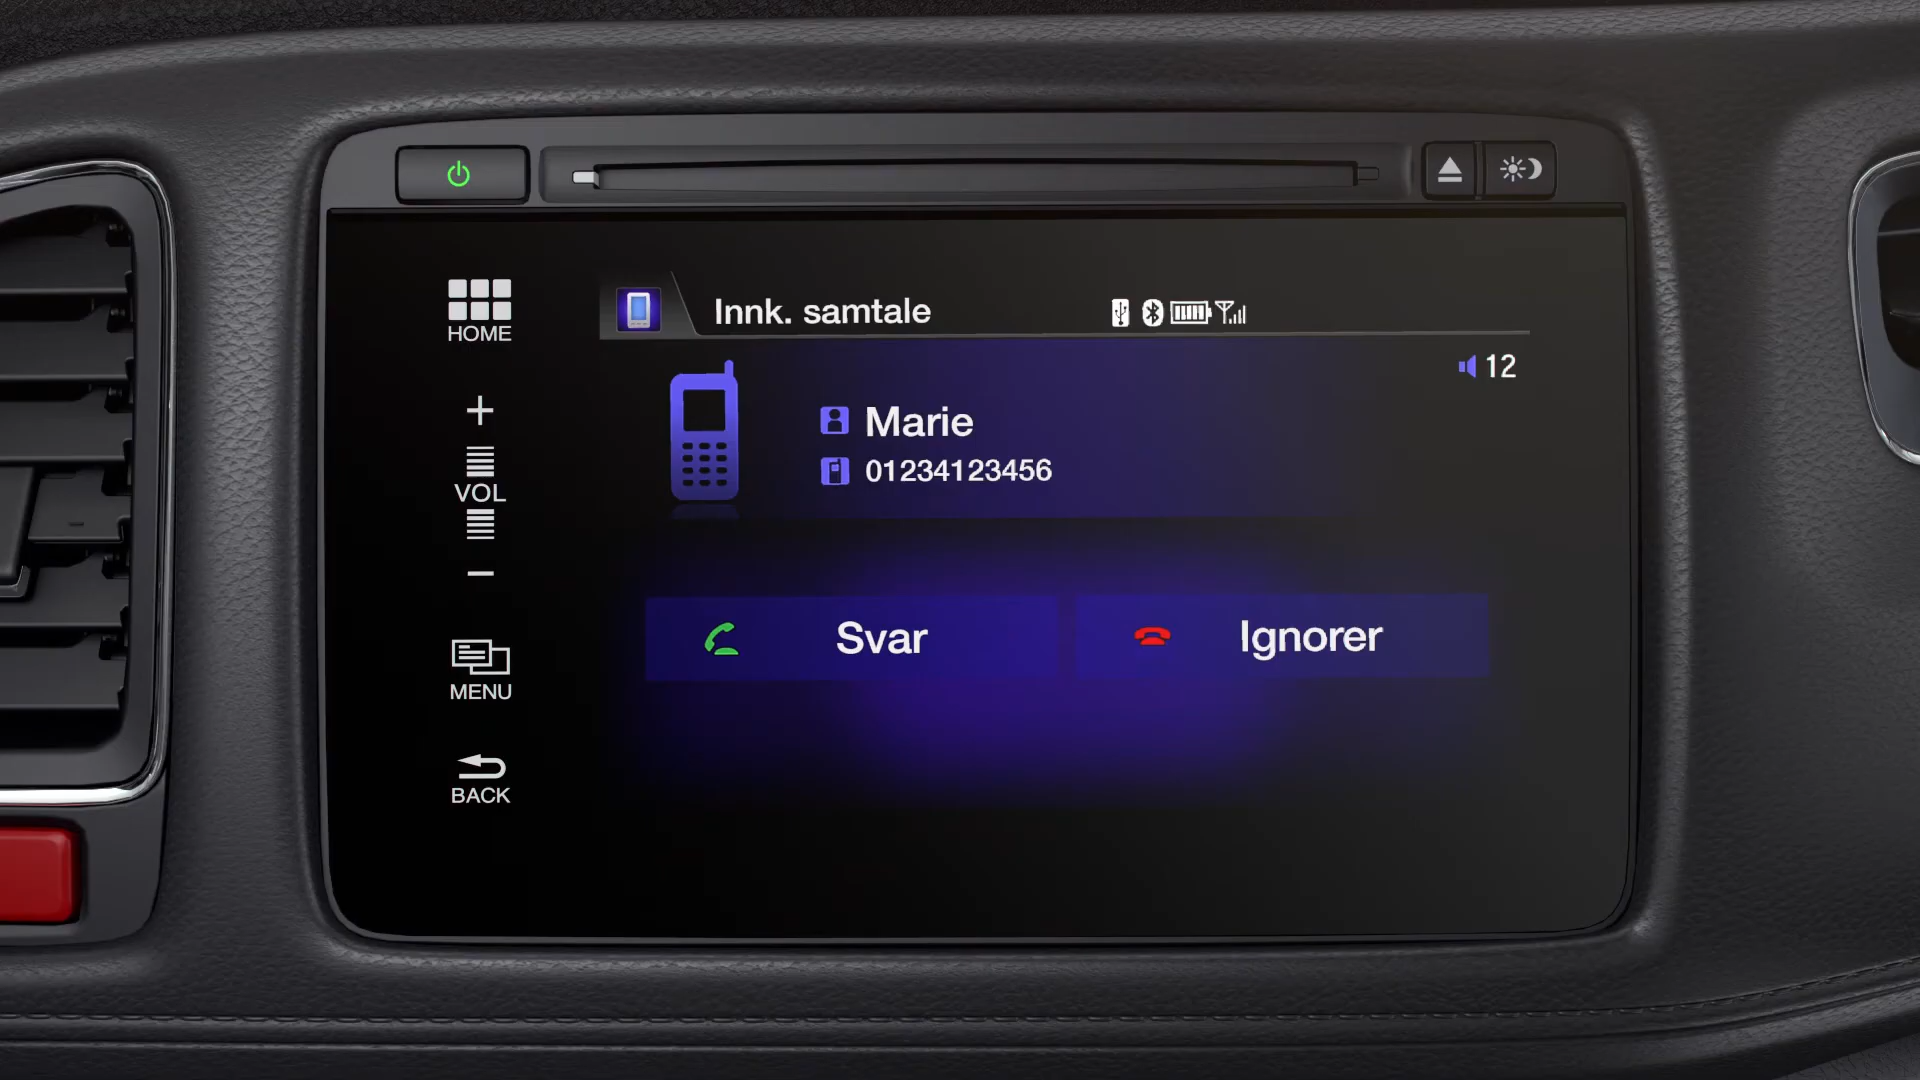 HOME
Innk. samtale
12
+
Marie
VOL
01234123456
−
Svar
Ignorer
MENU
BACK